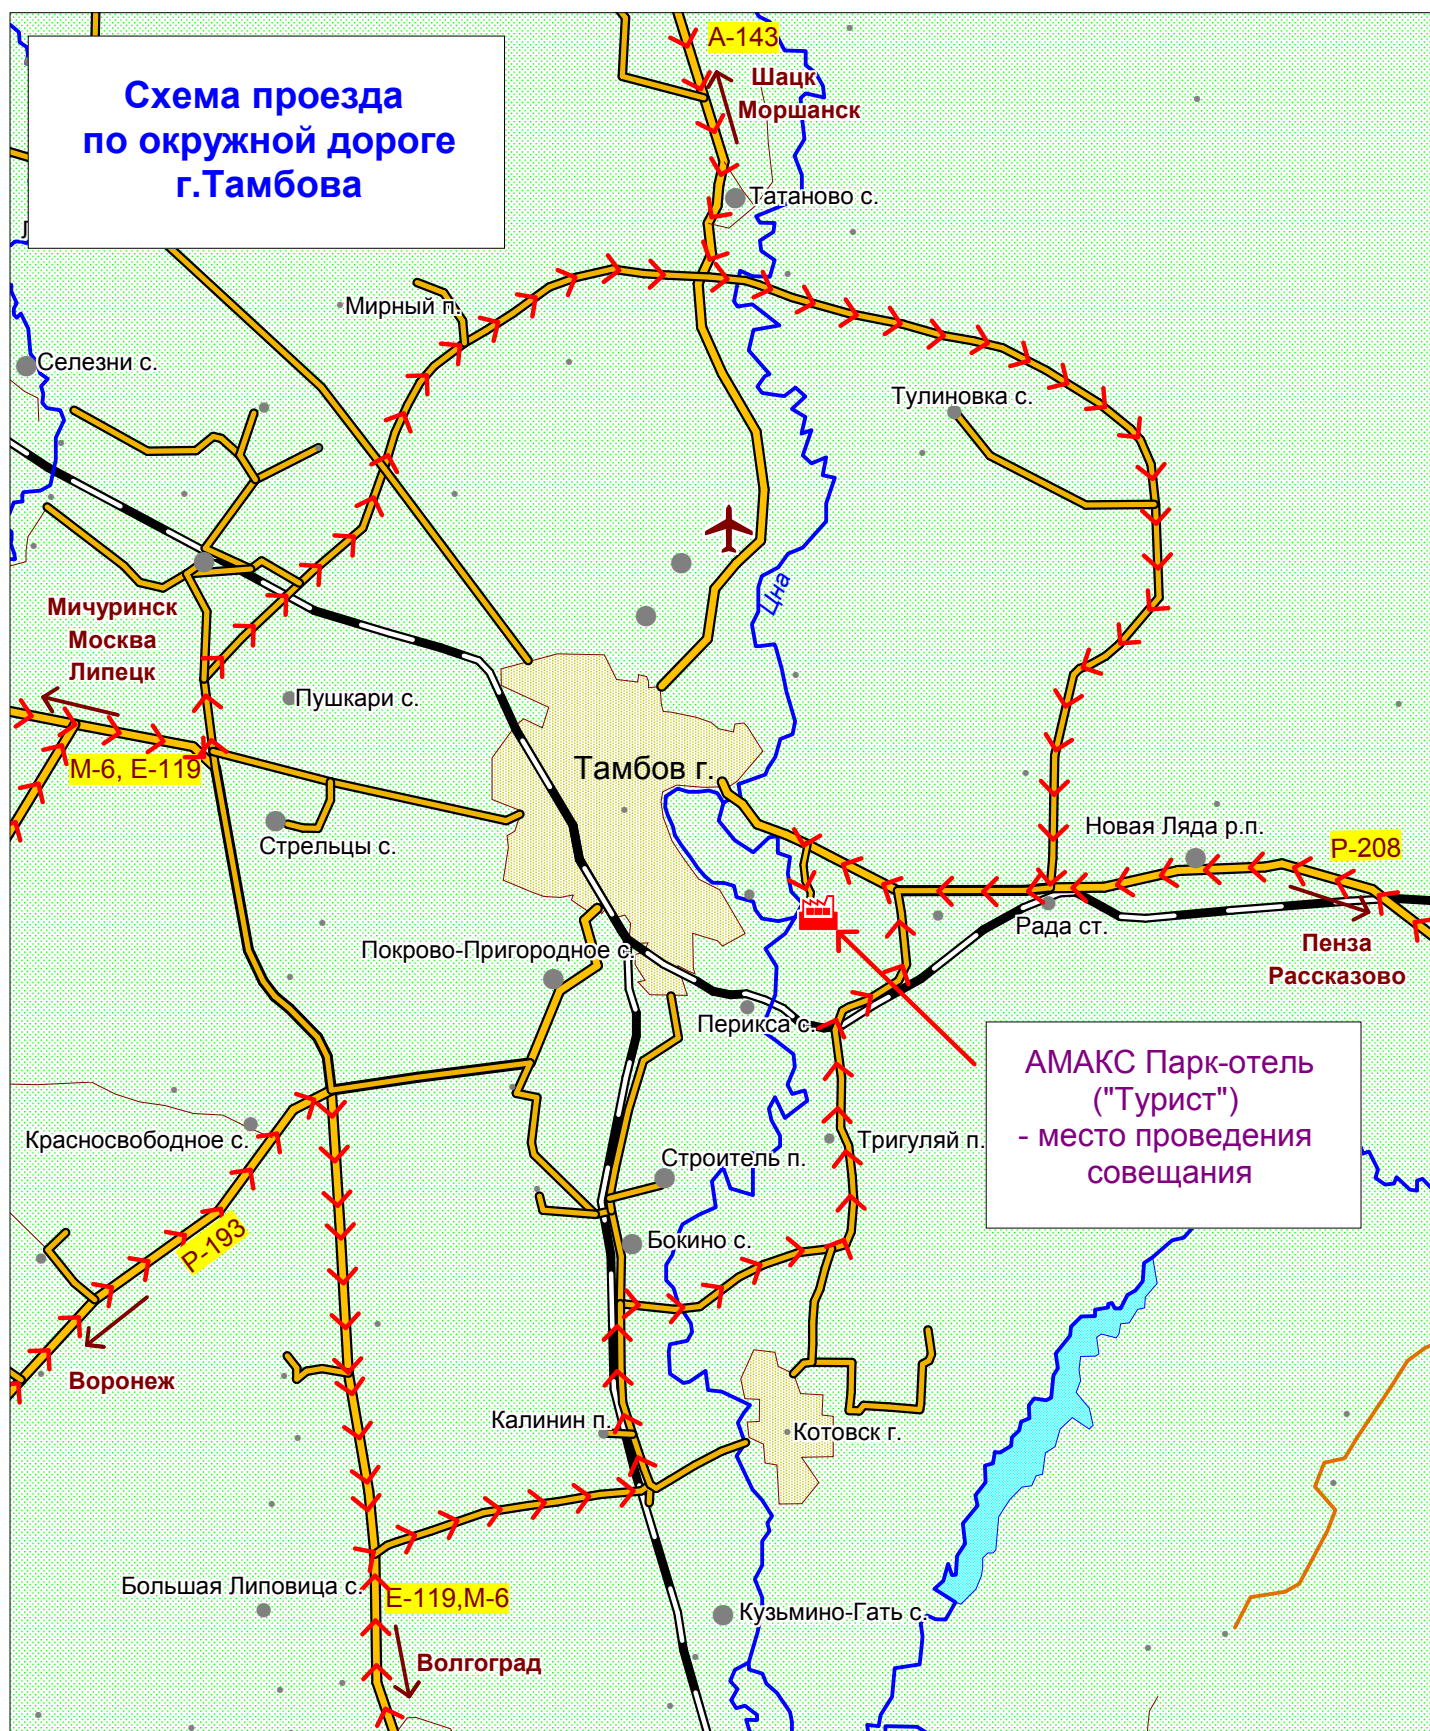 А-143
Шацк
Моршанск
Схема проезда
по окружной дороге
г.Тамбова
Татаново с.
Мирный п.
Селезни с.
Тулиновка с.
Цна
Мичуринск
Москва
Липецк
Пушкари с.
М-6, Е-119
Тамбов г.
Стрельцы с.
Новая Ляда р.п.
Р-208
Рада ст.
Пенза
Рассказово
Покрово-Пригородное с.
Перикса с.
АМАКС Парк-отель
("Турист")
- место проведения
совещания
Красносвободное с.
Тригуляй п.
Строитель п.
Р-193
Бокино с.
Воронеж
Калинин п.
Котовск г.
Большая Липовица с.
Е-119,М-6
Кузьмино-Гать с.
Волгоград